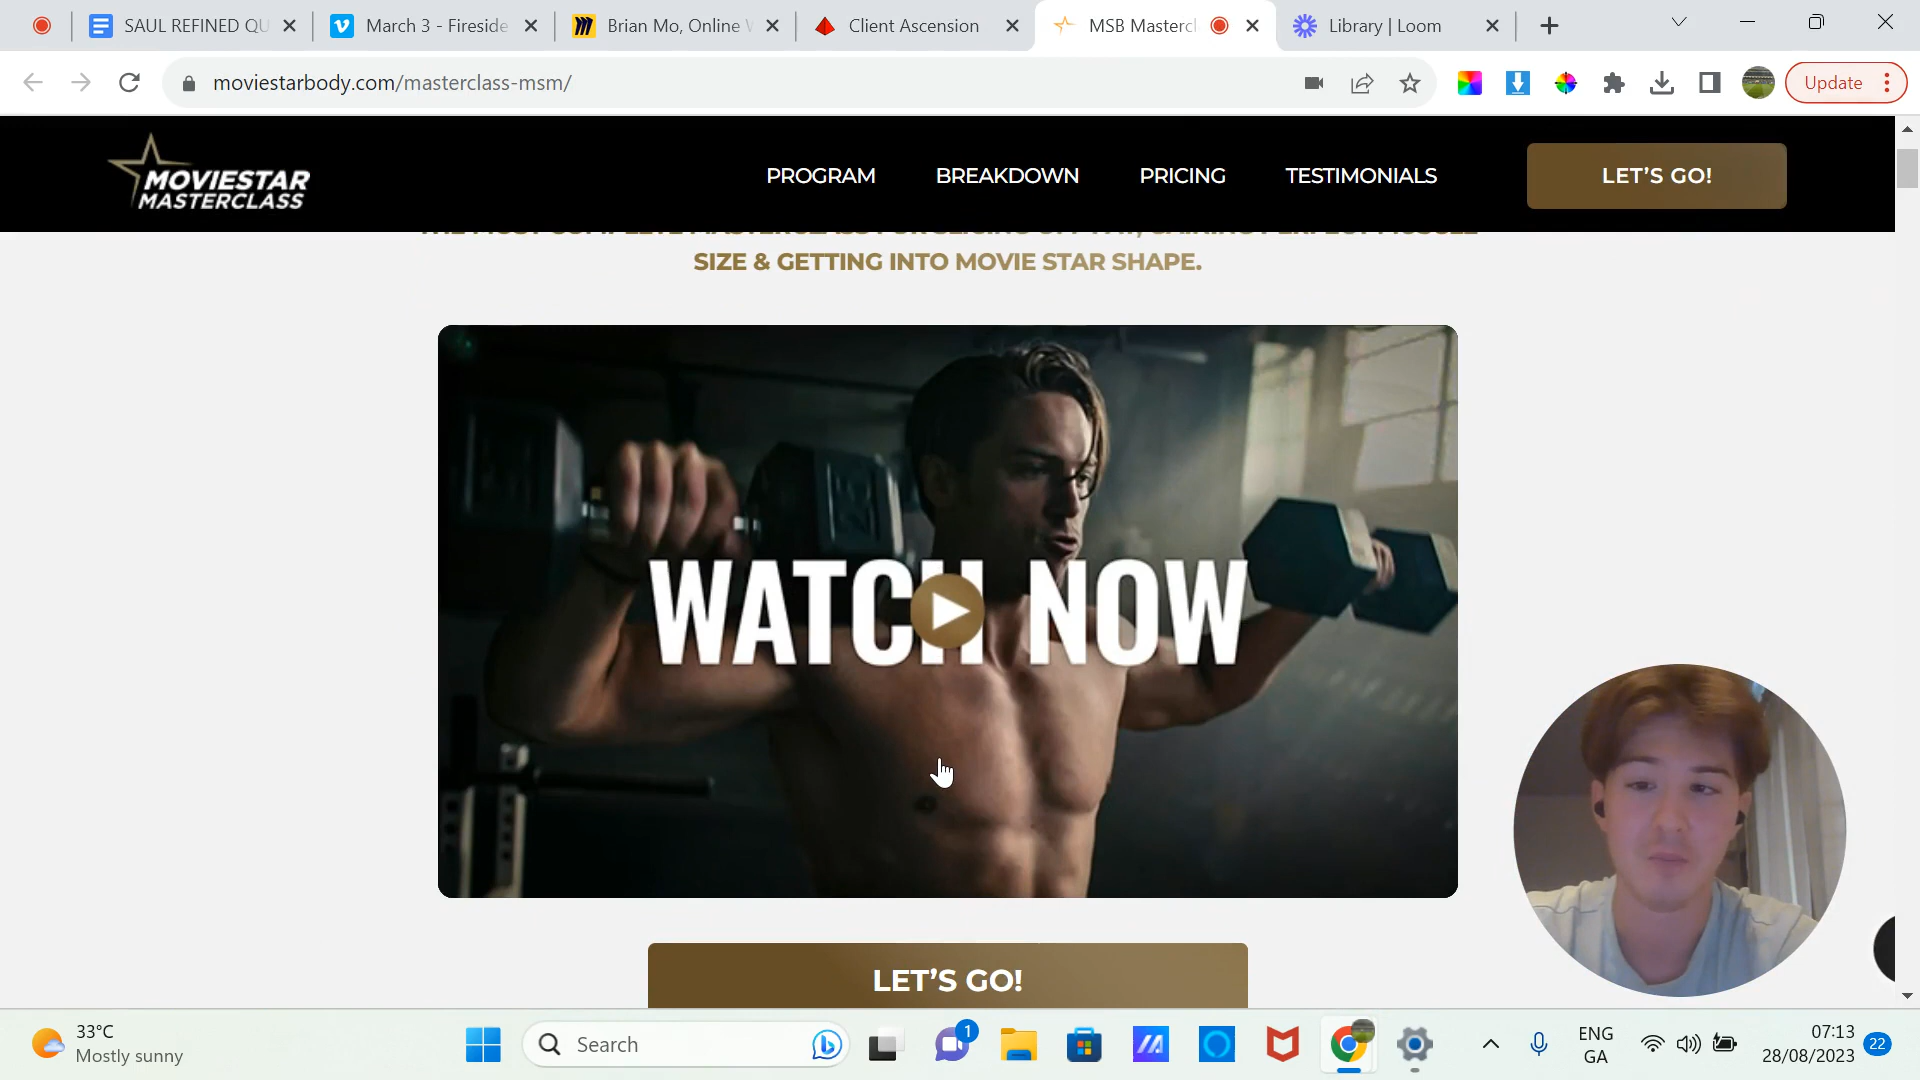 SAUL REFINED QU
March 3 - Fireside
Brian Mo, Online
Client Ascension
MSB Mastercl
Library | Loom
moviestarbody.com/masterclass-msm/
Update
MOVIESTAR
MASTERCLASS
PROGRAM
BREAKDOWN
PRICING
TESTIMONIALS
LET'S GO!
SIZE & GETTING INTO MOVIE STAR SHAPE.
WATCH NOW
LET'S GO!
33°C
Mostly sunny
Search
1
ENG
GA
07:13
28/08/2023
22